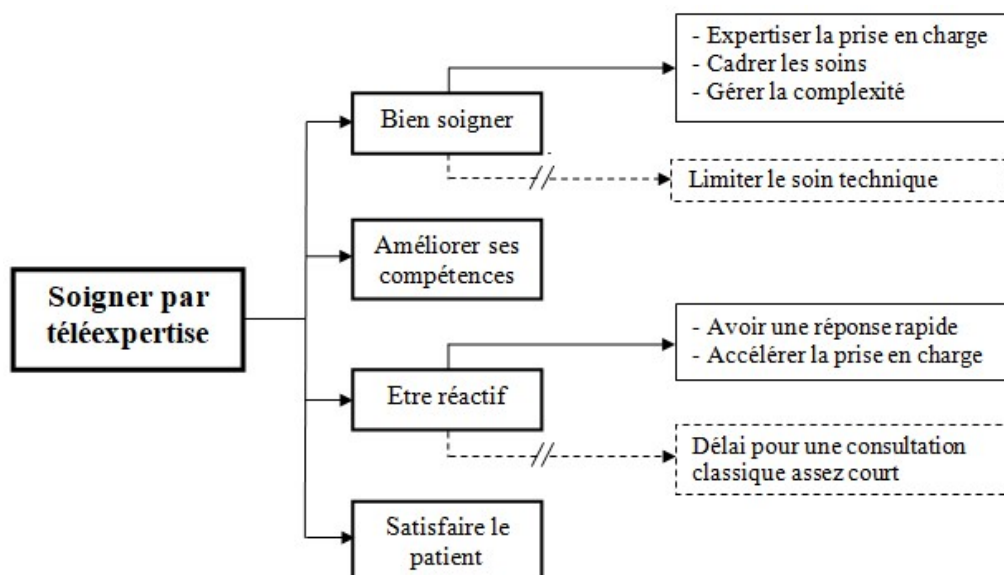 - Expertiser la prise en charge
- Cadrer les soins
- Gérer la complexité
Bien soigner
Limiter le soin technique
Améliorer ses
compétences
Soigner par
téléexpertise
- Avoir une réponse rapide
- Accélérer la prise en charge
Etre réactif
Délai pour une consultation
classique assez court
Satisfaire le
patient